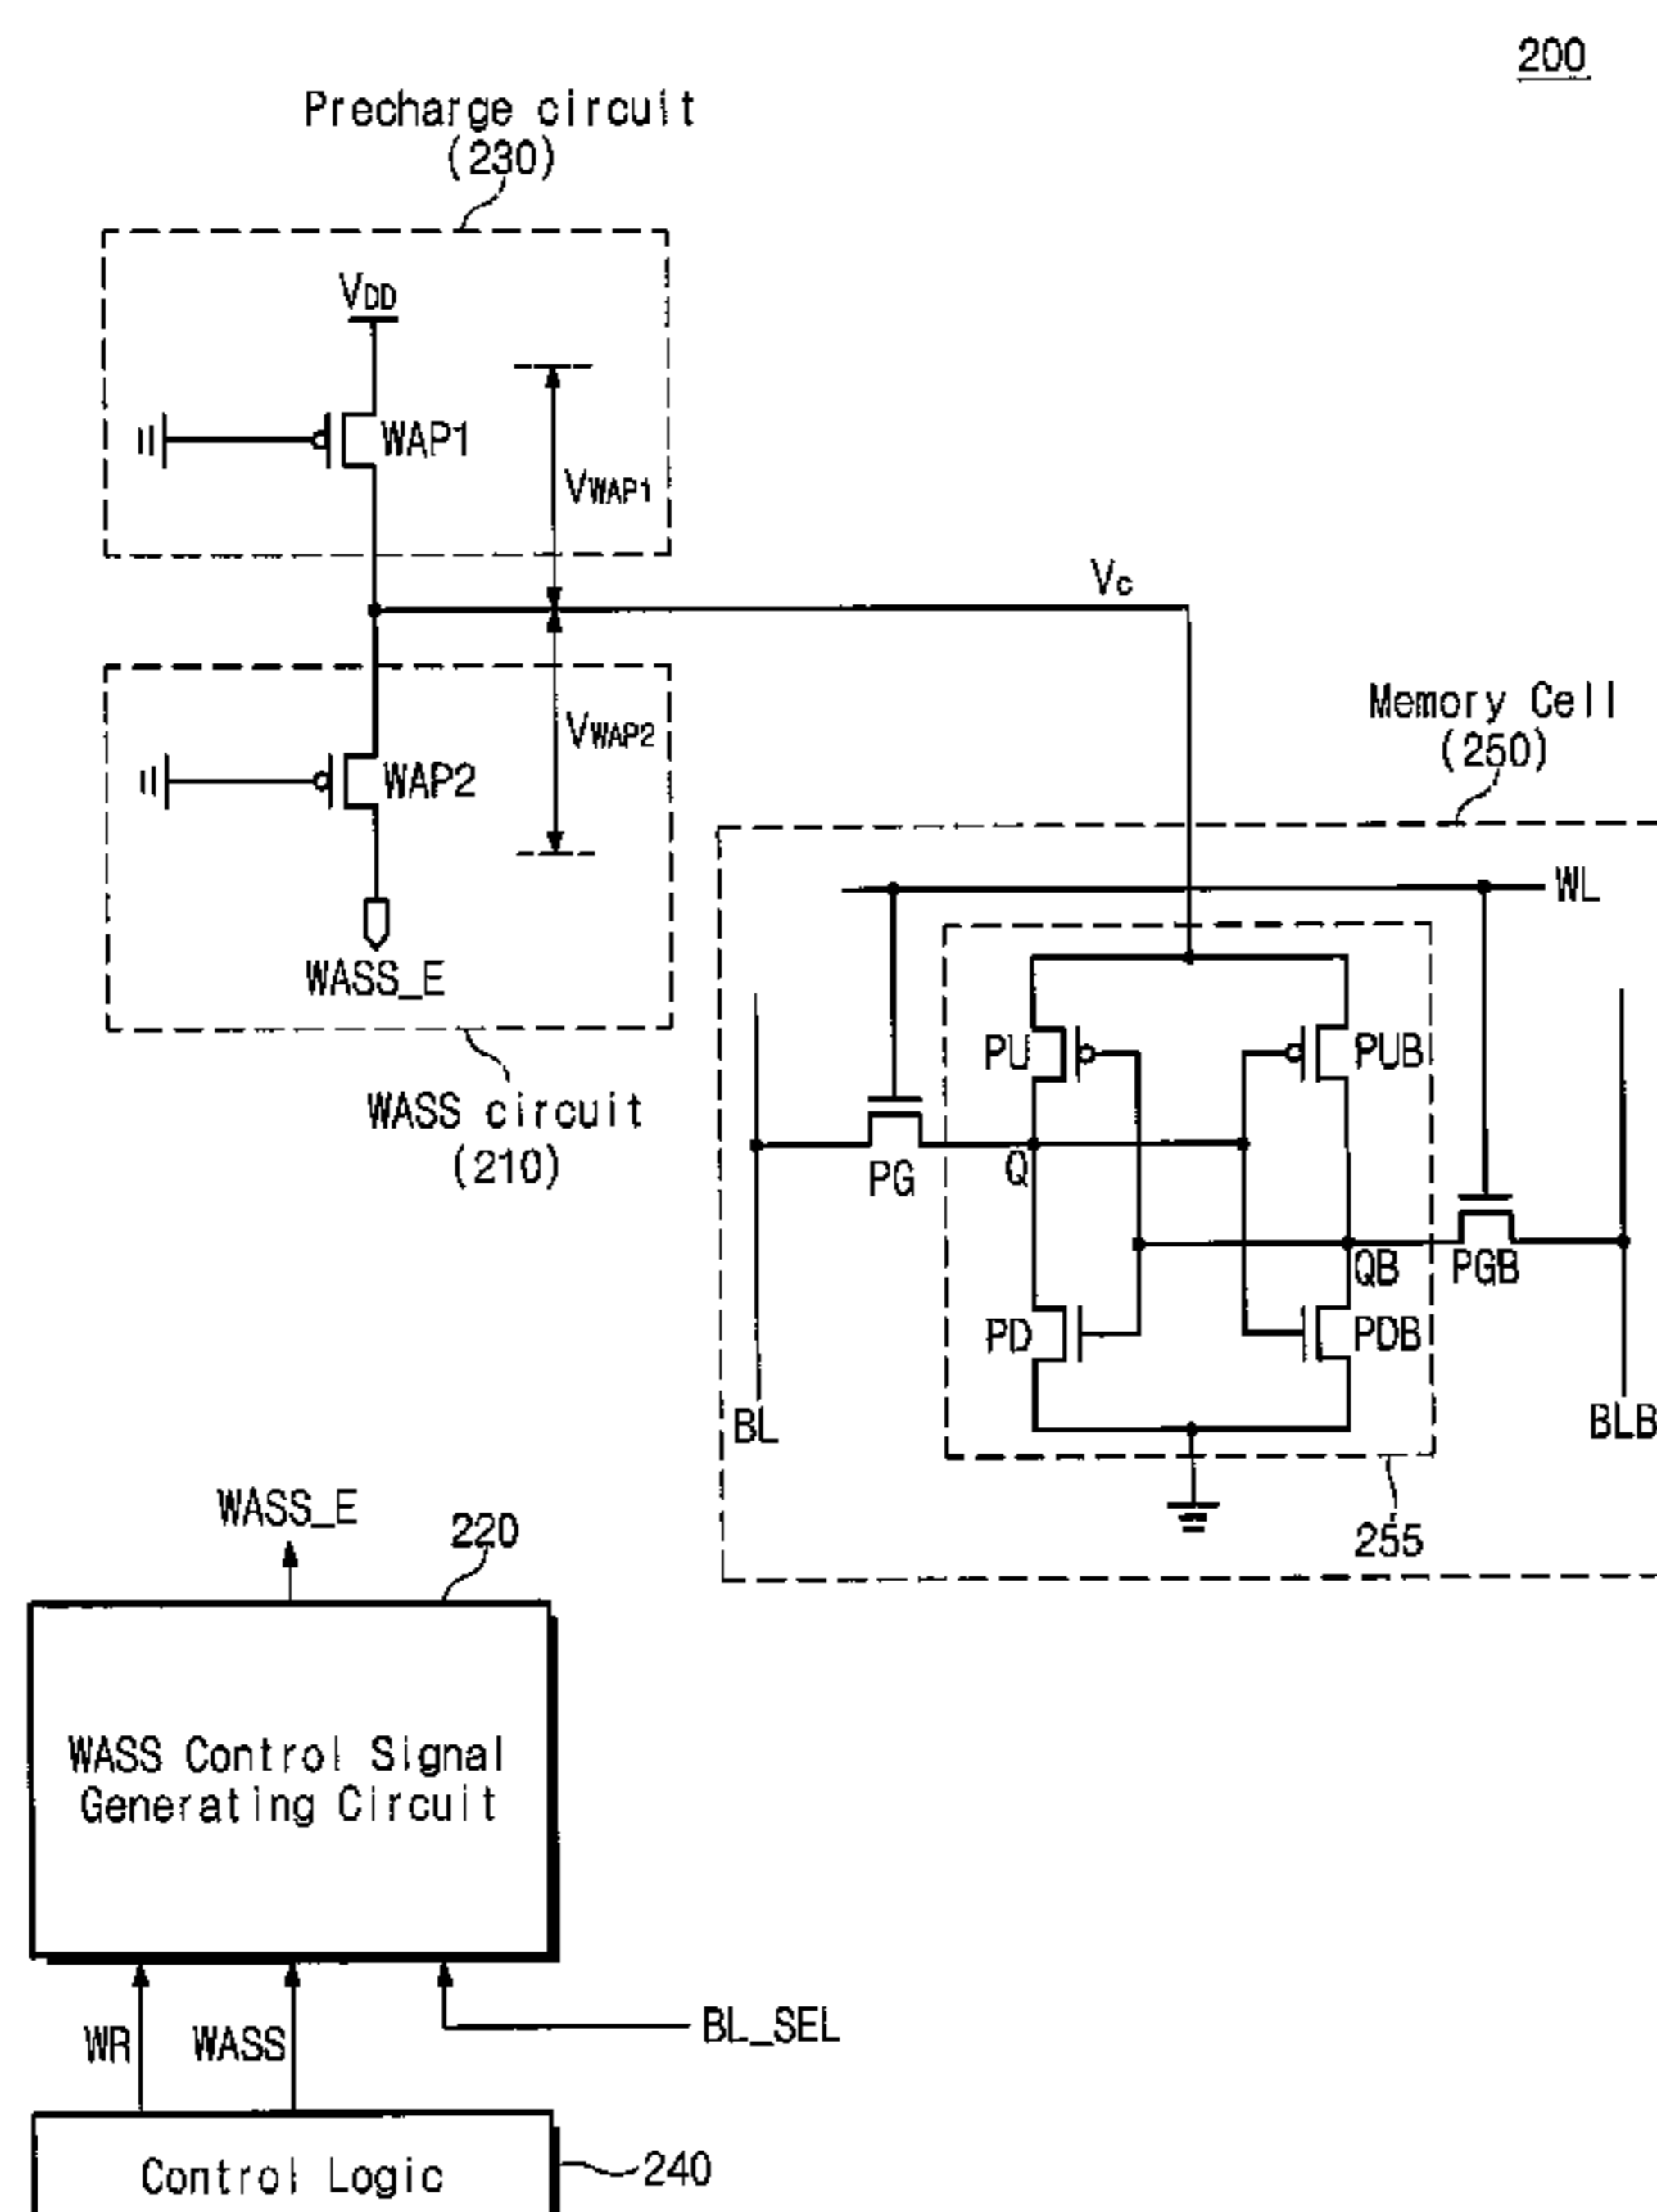 200
Precharge circuit
(230)
VDD
WAP1
VWAP1
Vc
VWAP2
WAP2
WASS_E
WASS circuit
(210)
Memory Cell
(250)
WL
PU
PUB
PG
Q
QB
PGB
PD
PDB
BL
BLB
255
WASS_E
220
WASS Control Signal
Generating Circuit
WR
WASS
BL_SEL
Control Logic
240